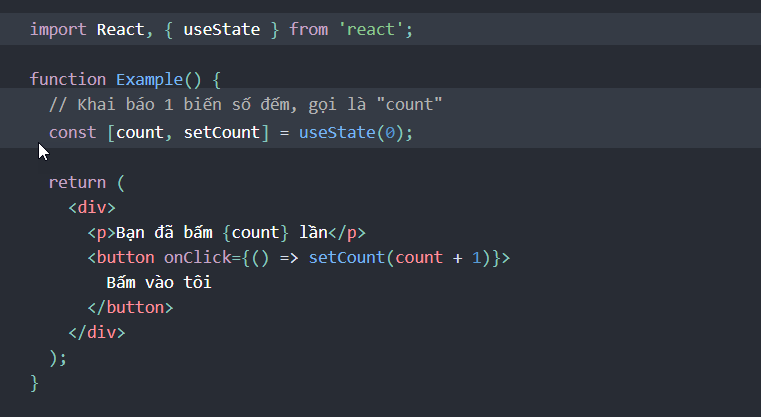 import React, { useState } from 'react';
function Example() {
// Khai báo 1 biến số đếm, gọi là "count"
const [count, setCount] = useState(0);
return (
<div>
<p>Bạn đã bấm {count} lần</p>
<button onClick={() => setCount(count + 1)}>
Bấm vào tôi
</button>
</div>
);
}